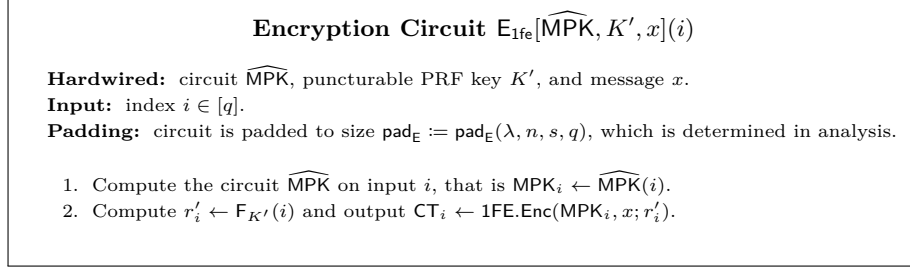 Encryption Circuit E_{1fe}[\widehat{MPK}, K′, x](i)
Hardwired: circuit \widehat{MPK}, puncturable PRF key K′, and message x.
Input: index i ∈ [q].
Padding: circuit is padded to size pad_E := pad_E(λ, n, s, q), which is determined in analysis.
1. Compute the circuit \widehat{MPK} on input i, that is MPK_i ← \widehat{MPK}(i).
2. Compute r′_i ← F_{K′}(i) and output CT_i ← 1FE.Enc(MPK_i, x; r′_i).